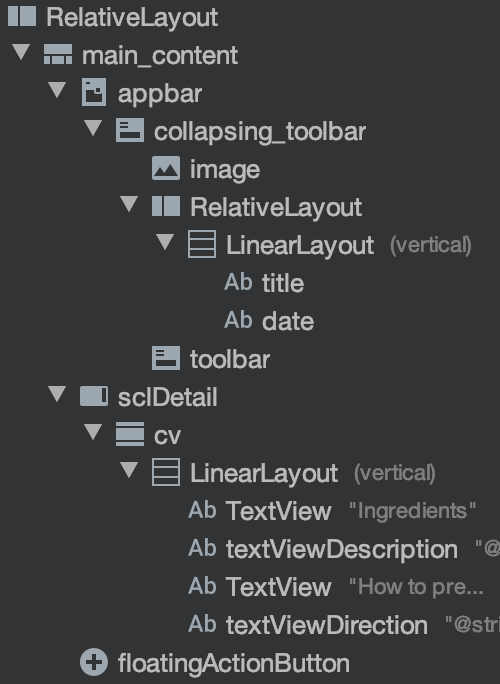 RelativeLayout
main_content
appbar
collapsing_toolbar
image
RelativeLayout
LinearLayout (vertical)
Ab title
Ab date
toolbar
sclDetail
cv
LinearLayout (vertical)
Ab TextView "Ingredients"
Ab textViewDescription "@
Ab TextView "How to pre...
Ab textViewDirection "@stri
floatingActionButton